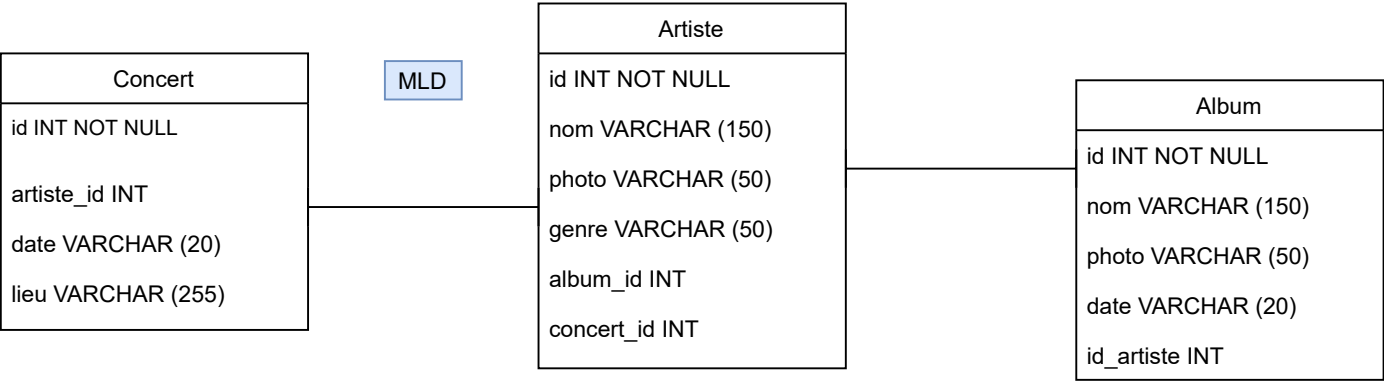 Concert
id INT NOT NULL
artiste_id INT
date VARCHAR (20)
lieu VARCHAR (255)
MLD
Artiste
id INT NOT NULL
nom VARCHAR (150)
photo VARCHAR (50)
genre VARCHAR (50)
album_id INT
concert_id INT
Album
id INT NOT NULL
nom VARCHAR (150)
photo VARCHAR (50)
date VARCHAR (20)
id_artiste INT